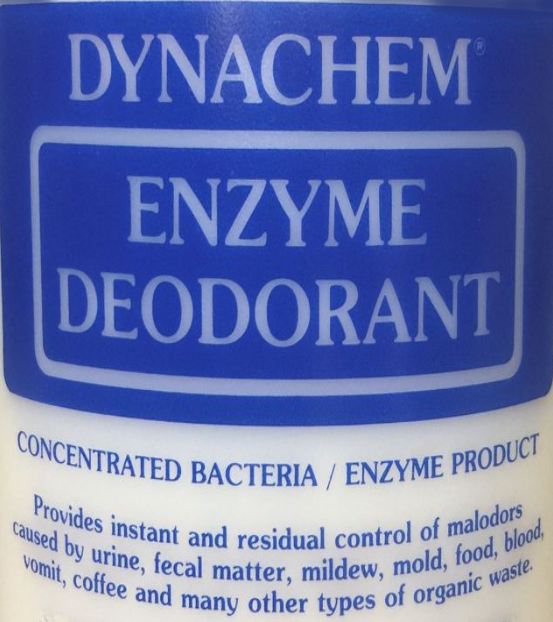 DYNACHEM®
ENZYME
DEODORANT
CONCENTRATED BACTERIA / ENZYME PRODUCT
Provides instant and residual control of malodors
caused by urine, fecal matter, mildew, mold, food, blood,
vomit, coffee and many other types of organic waste.